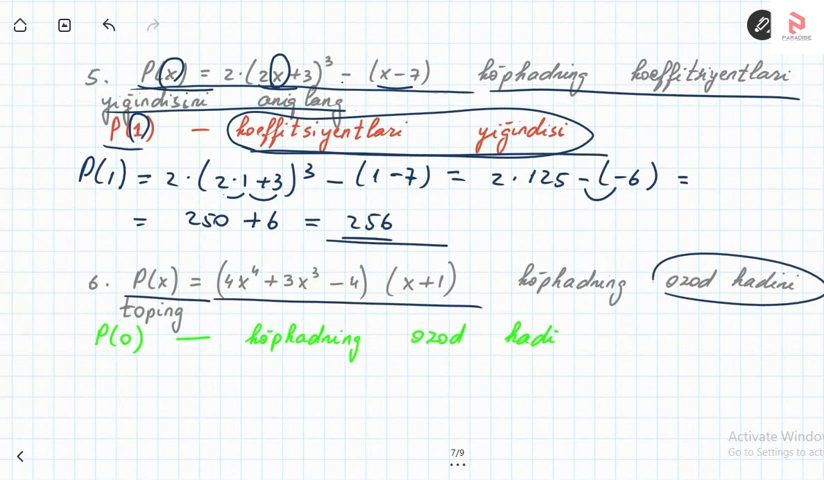 PARADISE
5. P(x) = 2·(2x+3)³ - (x-7) ko'phadning koeffitsiyentlari
yig'indisini aniqlang
P(1) — koeffitsiyentlari yig'indisi
P(1) = 2·(2·1+3)³ - (1-7) = 2·125 -(-6) =
= 250 + 6 = 256
6. P(x) = (4x⁴ + 3x³ - 4) (x+1) ko'phadning ozod hadini
toping
P(0) — ko'phadning ozod hadi
Activate Window
Go to Settings to acti
7/9